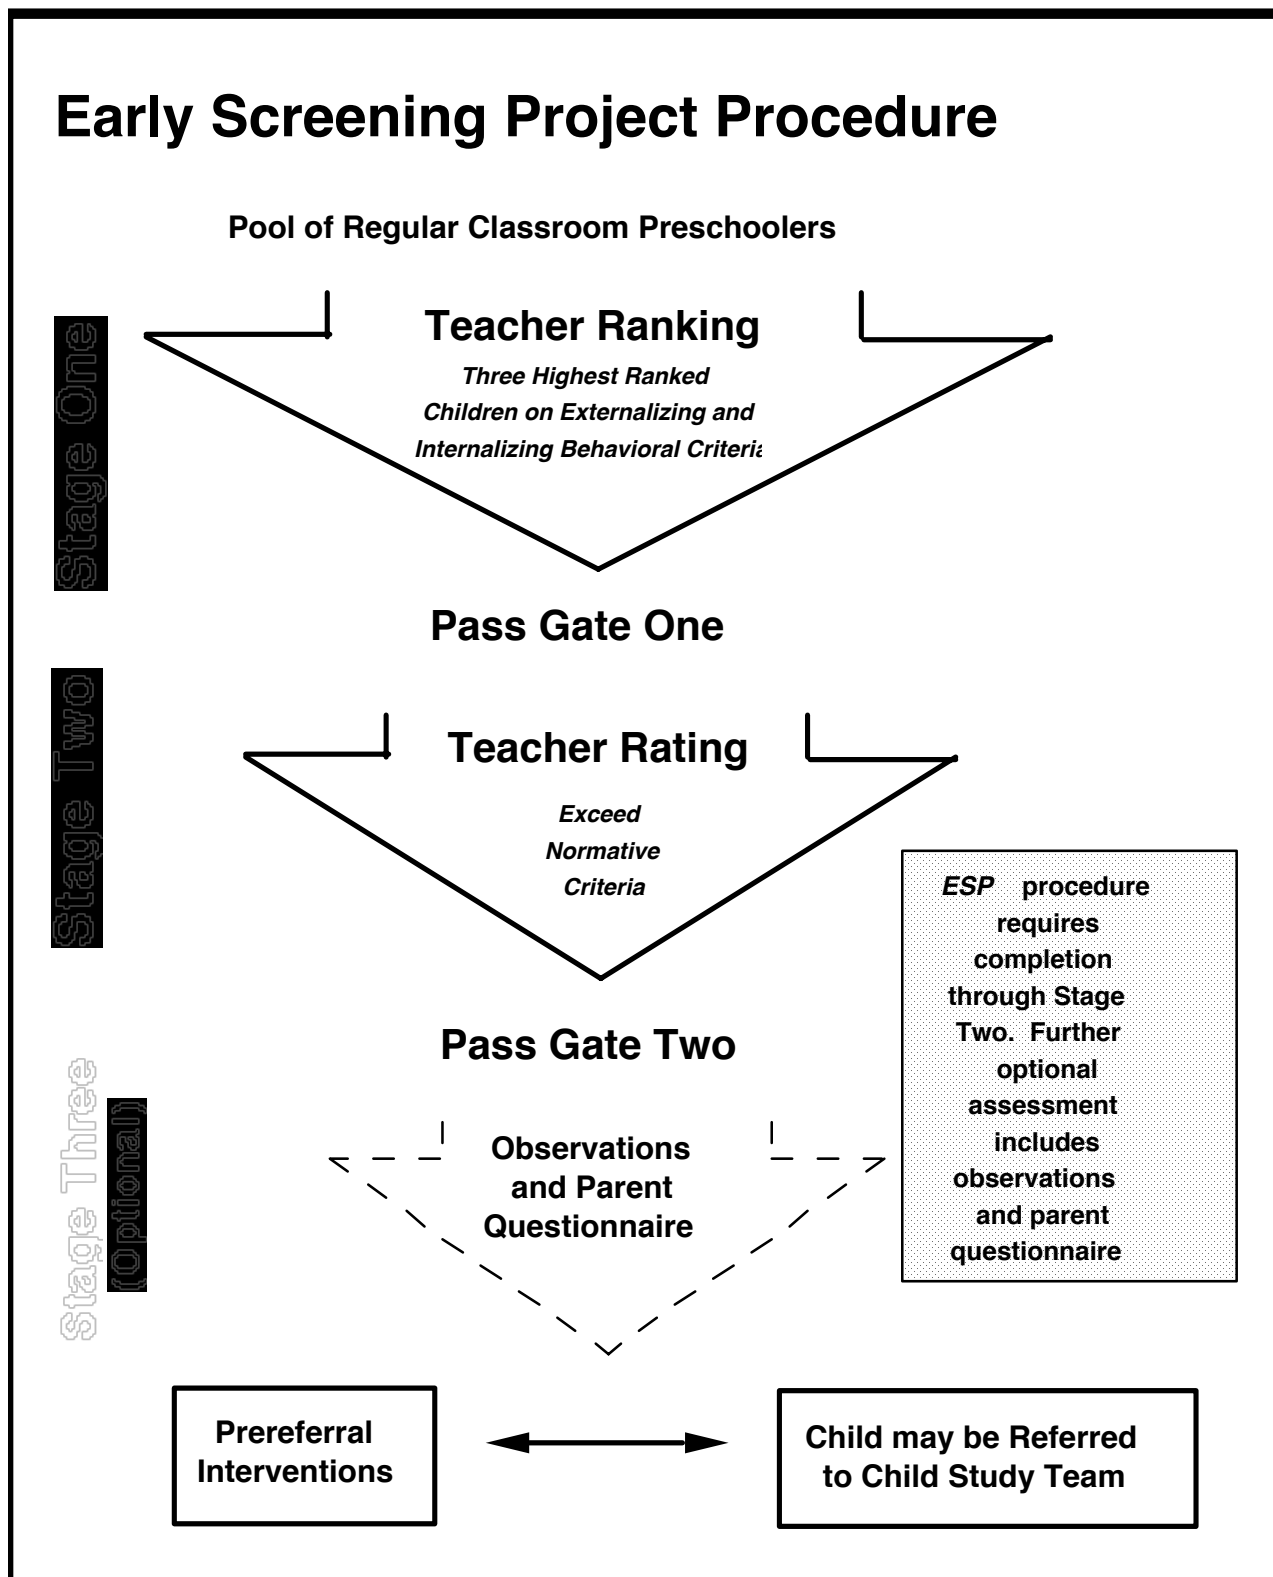 Early Screening Project Procedure
Pool of Regular Classroom Preschoolers
Stage One
Teacher Ranking
Three Highest Ranked
Children on Externalizing and
Internalizing Behavioral Criteria
Pass Gate One
Stage Two
Teacher Rating
Exceed
Normative
Criteria
ESP procedure
requires
completion
through Stage
Two. Further
optional
assessment
includes
observations
and parent
questionnaire
Pass Gate Two
Stage Three
(Optional)
Observations
and Parent
Questionnaire
Prereferral
Interventions
Child may be Referred
to Child Study Team